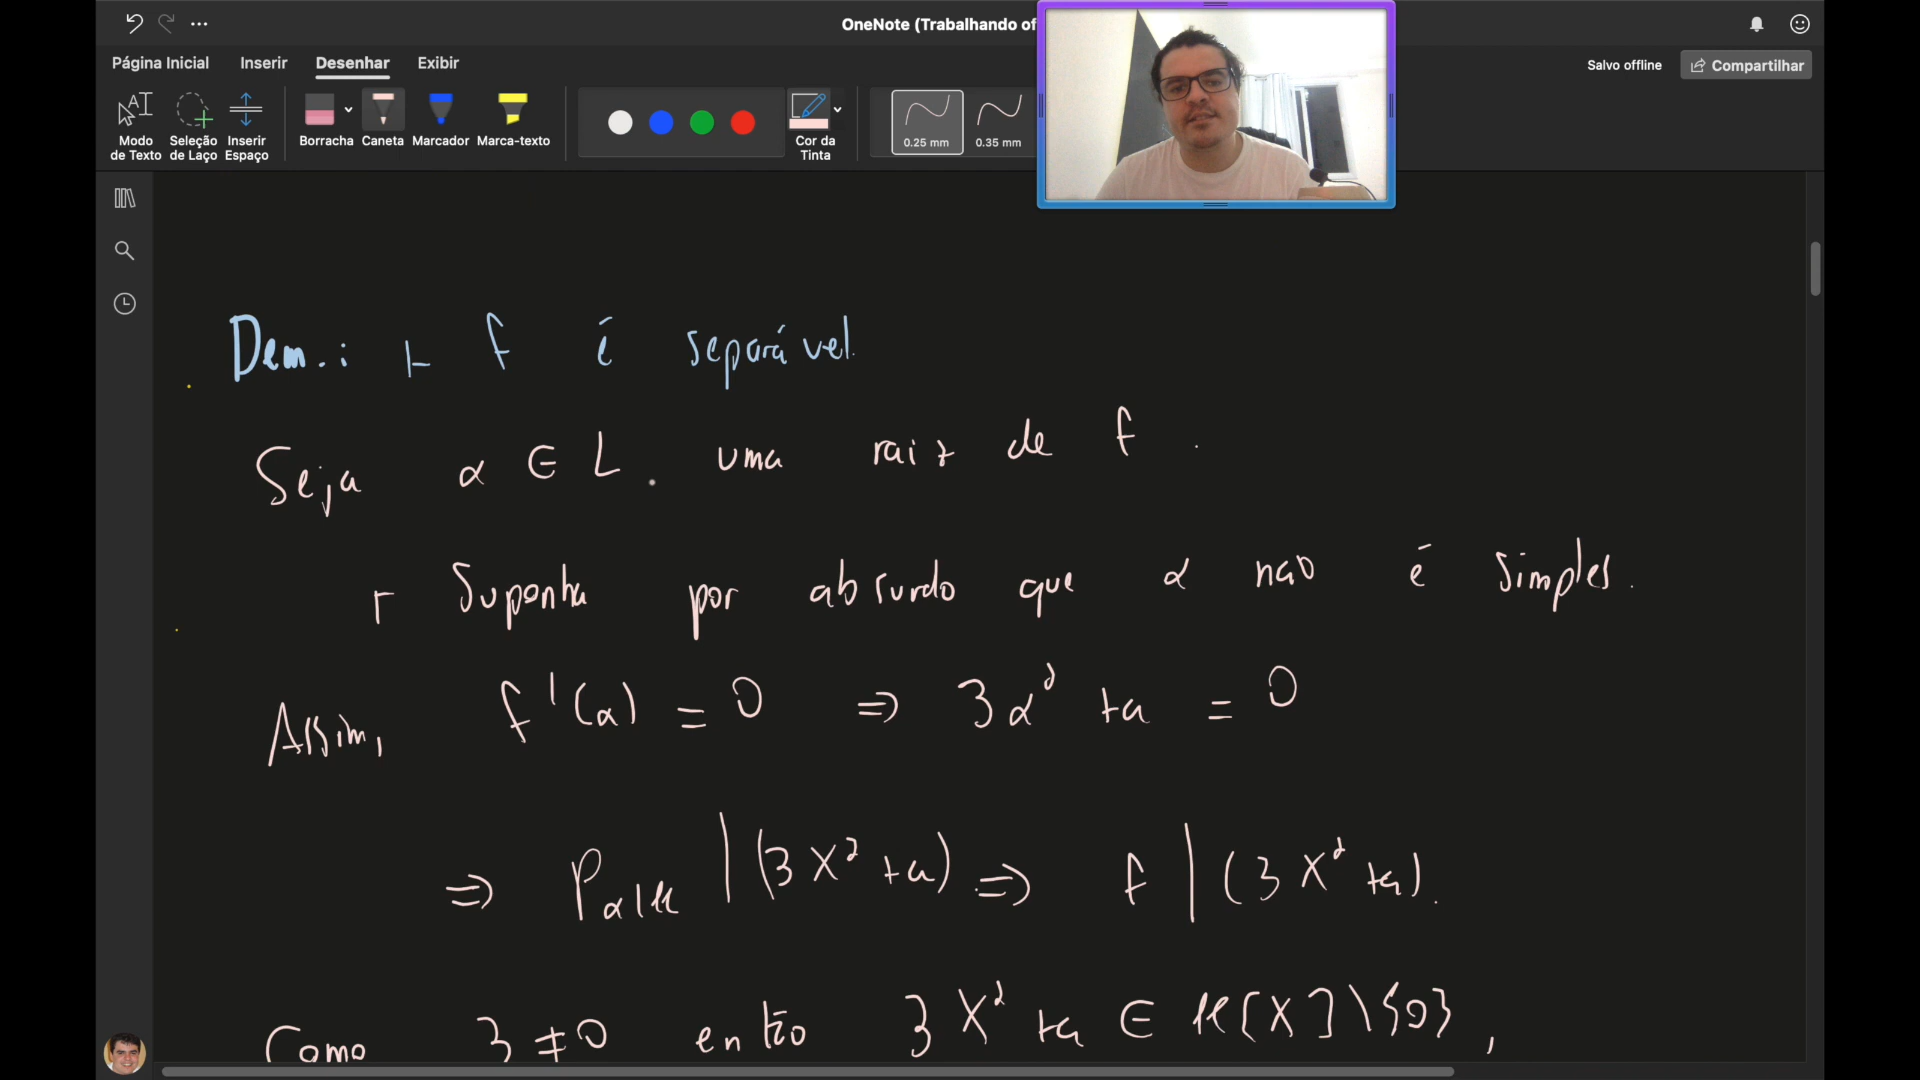 OneNote (Trabalhando of
Página Inicial Inserir Desenhar Exibir
Salvo offline Compartilhar
Modo de Texto
Seleção de Laço
Inserir Espaço
Borracha Caneta Marcador Marca-texto
Cor da Tinta
0.25 mm 0.35 mm
Dem.: ⊢ f é separável.
Seja α ∈ L. uma raiz de f.
⊢ Suponha por absurdo que α nao é simples.
Assim, f'(α) = 0 ⇒ 3α² + a = 0
⇒ P_{α|K} | (3X² + a) ⇒ f | (3X² + a).
Como 3 ≠ 0 então 3X² + a ∈ K[X] \ {0},